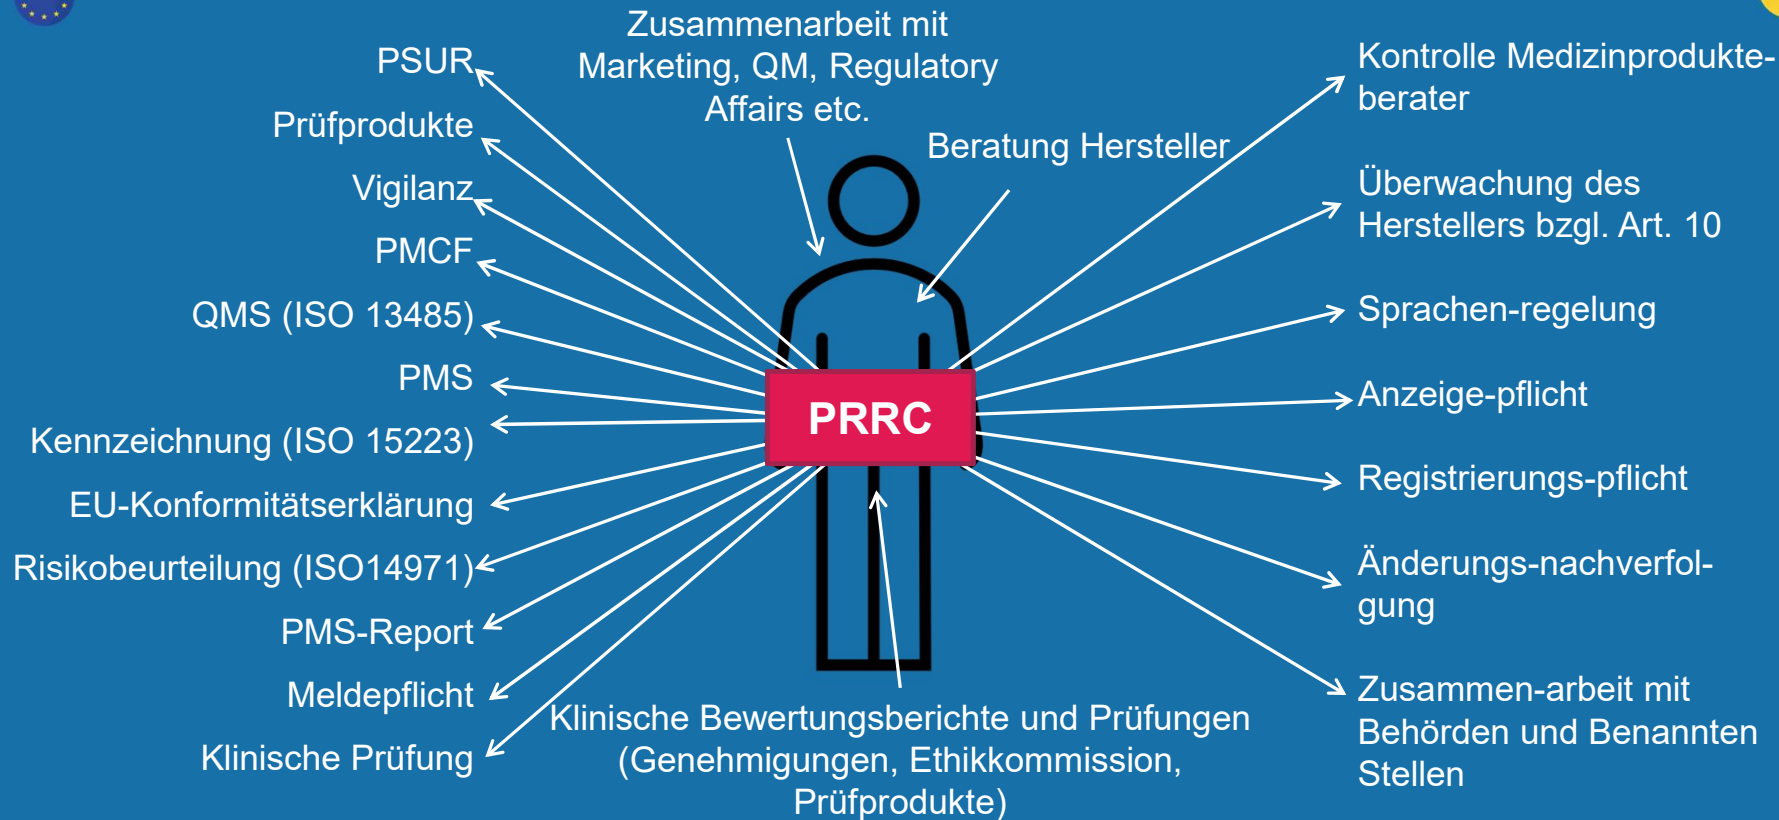 Zusammenarbeit mit
Marketing, QM, Regulatory
Affairs etc.
Beratung Hersteller
PSUR
Prüfprodukte
Vigilanz
PMCF
QMS (ISO 13485)
PMS
Kennzeichnung (ISO 15223)
EU-Konformitätserklärung
Risikobeurteilung (ISO14971)
PMS-Report
Meldepflicht
Klinische Prüfung
PRRC
Klinische Bewertungsberichte und Prüfungen
(Genehmigungen, Ethikkommission,
Prüfprodukte)
Kontrolle Medizinprodukte-
berater
Überwachung des
Herstellers bzgl. Art. 10
Sprachen-regelung
Anzeige-pflicht
Registrierungs-pflicht
Änderungs-nachverfol-
gung
Zusammen-arbeit mit
Behörden und Benannten
Stellen